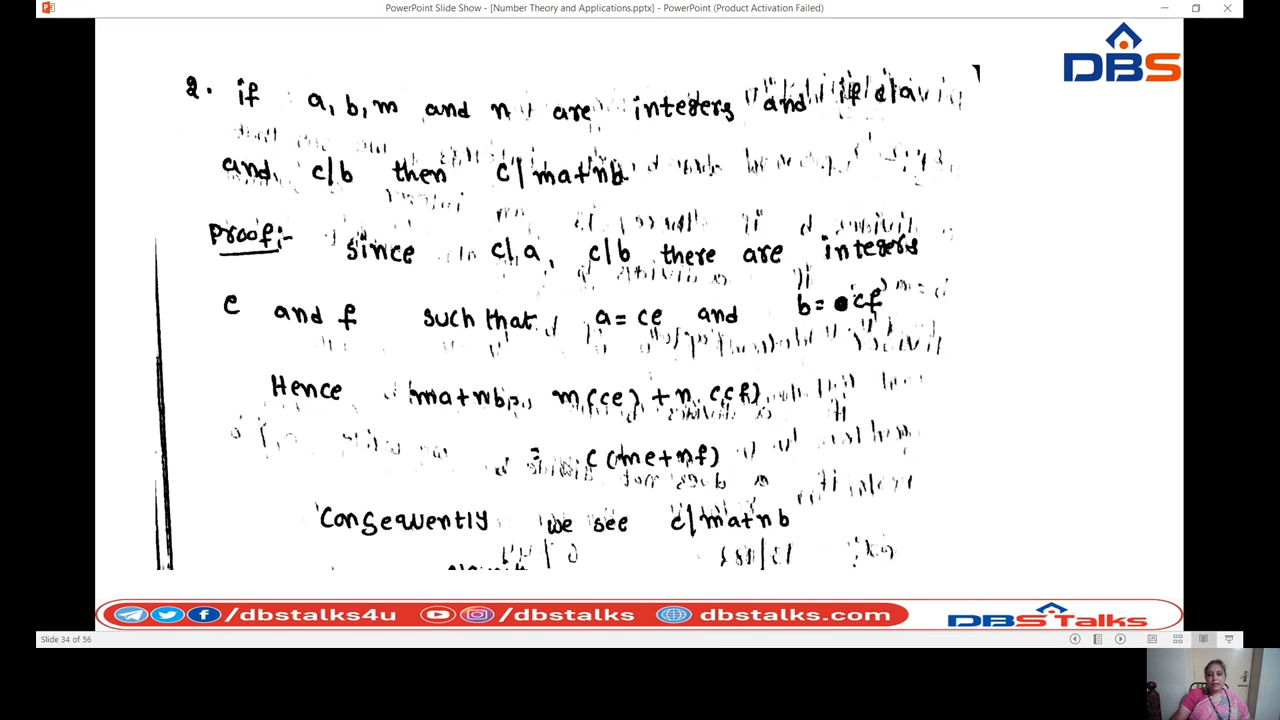 PowerPoint Slide Show - [Number Theory and Applications.pptx] - PowerPoint (Product Activation Failed)
DBS
2. if a, b, m and n are integers and if c/a
and c/b then c/ma+nb
Proof:- since c/a, c/b there are integers
e and f such that a= ce and b= cf
Hence ma+nb= m(ce) + n(cf)
= c(me+nf)
Consequently we see c/ma+nb
/dbstalks4u /dbstalks dbstalks.com DBS Talks
Slide 34 of 56